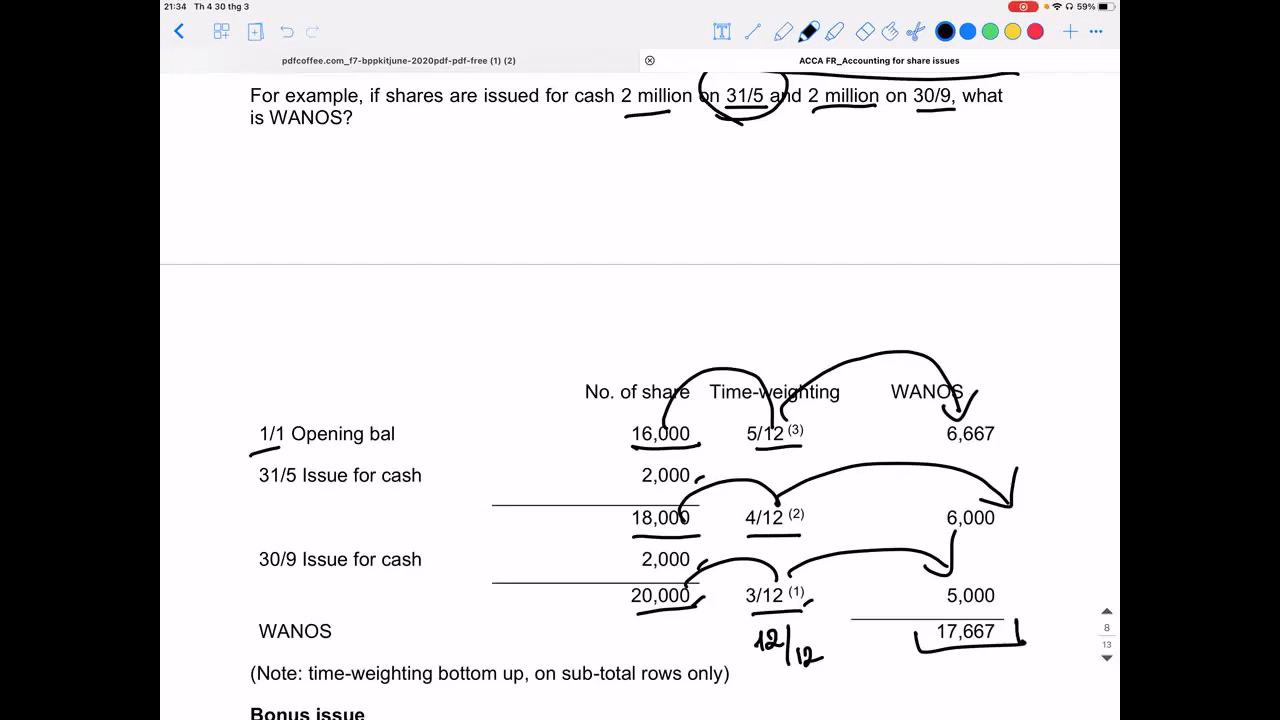 21:34 Th 4 30 thg 3
59%
pdfcoffee.com_f7-bppkitjune-2020pdf-pdf-free (1) (2)
ACCA FR_Accounting for share issues
For example, if shares are issued for cash 2 million on 31/5 and 2 million on 30/9, what
is WANOS?
No. of share Time-weighting WANOS
1/1 Opening bal 16,000 5/12 (3) 6,667
31/5 Issue for cash 2,000
18,000 4/12 (2) 6,000
30/9 Issue for cash 2,000
20,000 3/12 (1) 5,000
WANOS 17,667
12/12
(Note: time-weighting bottom up, on sub-total rows only)
Bonus issue
8
13